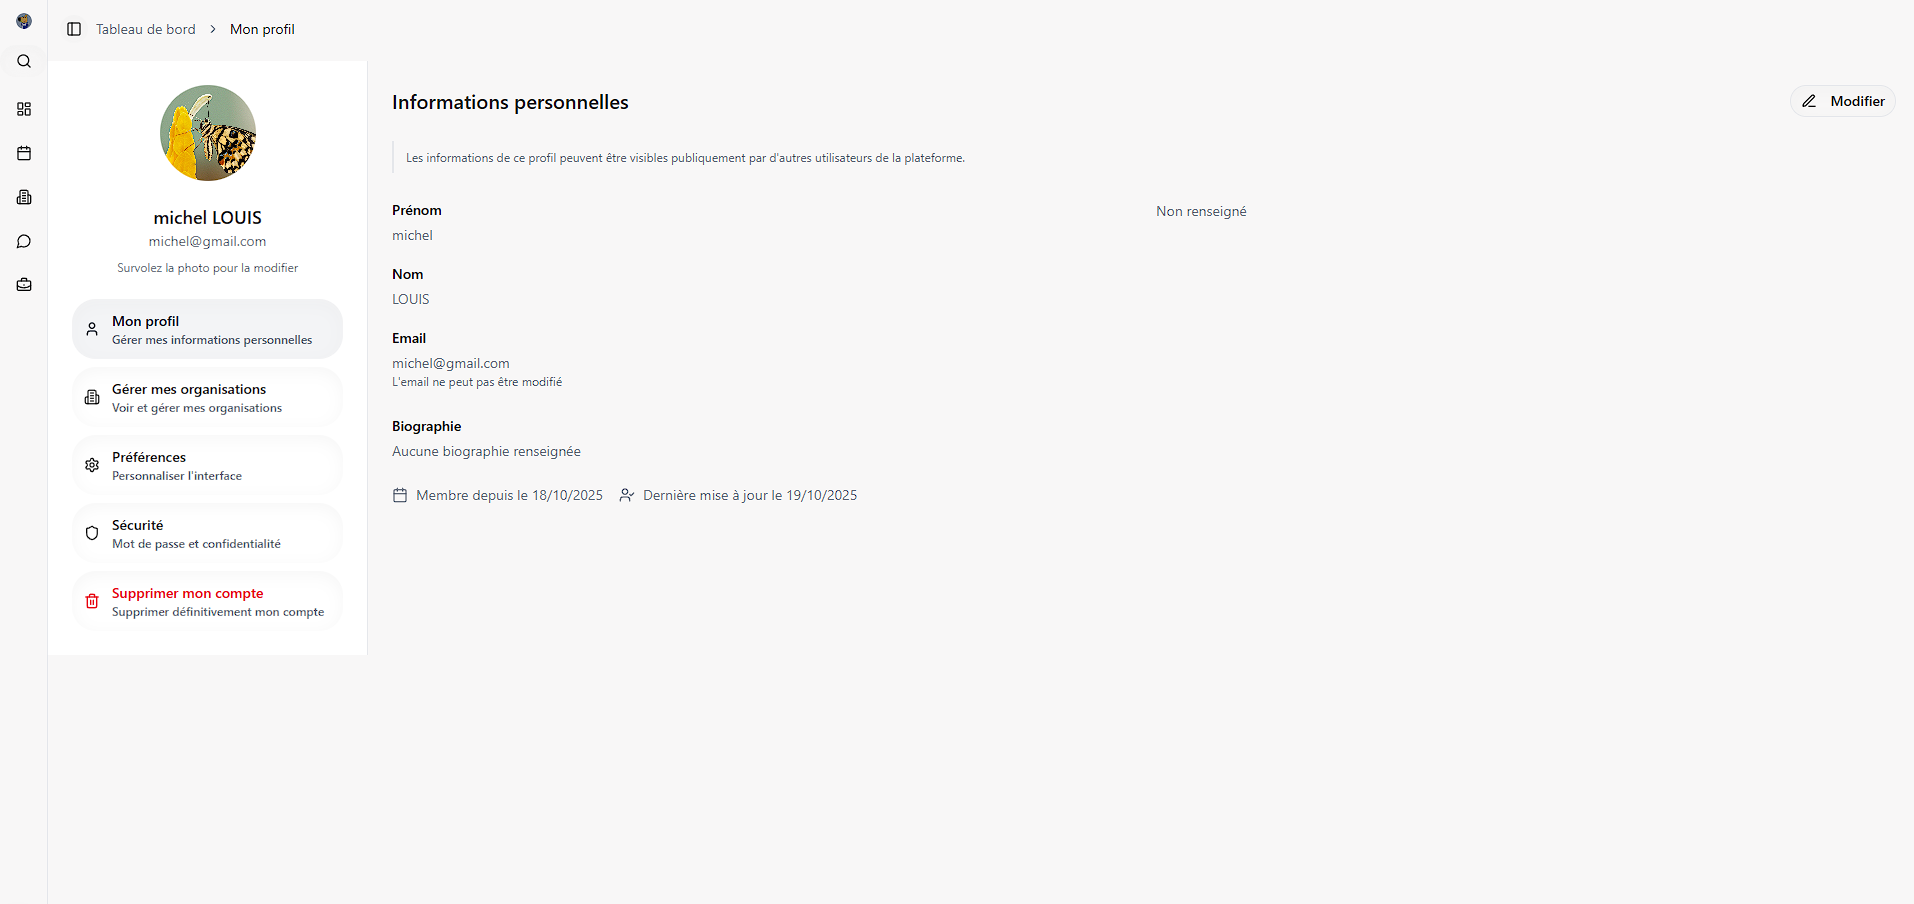 Tableau de bord > Mon profil
michel LOUIS
michel@gmail.com
Survolez la photo pour la modifier
Mon profil
Gérer mes informations personnelles
Gérer mes organisations
Voir et gérer mes organisations
Préférences
Personnaliser l'interface
Sécurité
Mot de passe et confidentialité
Supprimer mon compte
Supprimer définitivement mon compte
Informations personnelles
Modifier
Les informations de ce profil peuvent être visibles publiquement par d'autres utilisateurs de la plateforme.
Prénom
michel
Non renseigné
Nom
LOUIS
Email
michel@gmail.com
L'email ne peut pas être modifié
Biographie
Aucune biographie renseignée
Membre depuis le 18/10/2025 Dernière mise à jour le 19/10/2025